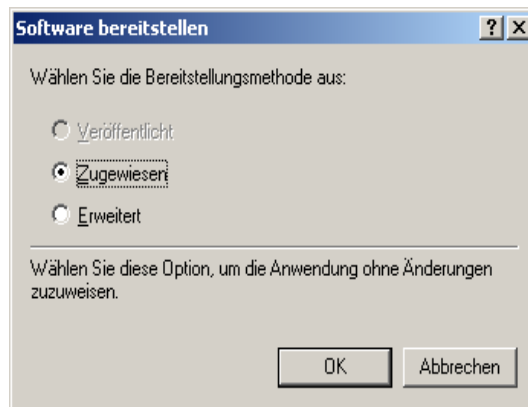 Software bereitstellen
Wählen Sie die Bereitstellungsmethode aus:
Veröffentlicht
Zugewiesen
Erweitert
Wählen Sie diese Option, um die Anwendung ohne Änderungen
zuzuweisen.
OK Abbrechen